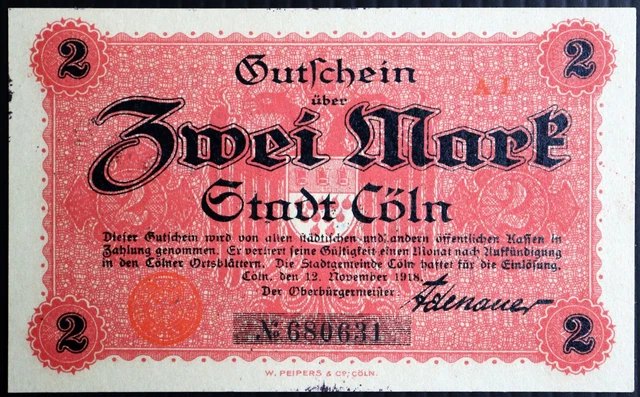 2 2
Gutschein
über
A 1
Zwei Mark
Stadt Cöln
2 2
Dieser Gutschein wird von allen städtischen und andern öffentlichen Kassen in
Zahlung genommen. Er verliert seine Gültigkeit einen Monat nach Aufkündigung
in den Cölner Ortsblättern. Die Stadtgemeinde Cöln haftet für die Einlösung.
Cöln, den 12. November 1918.
Der Oberbürgermeister:
Adenauer
2 № 680631 2
W. PEIPERS & Co, CÖLN.